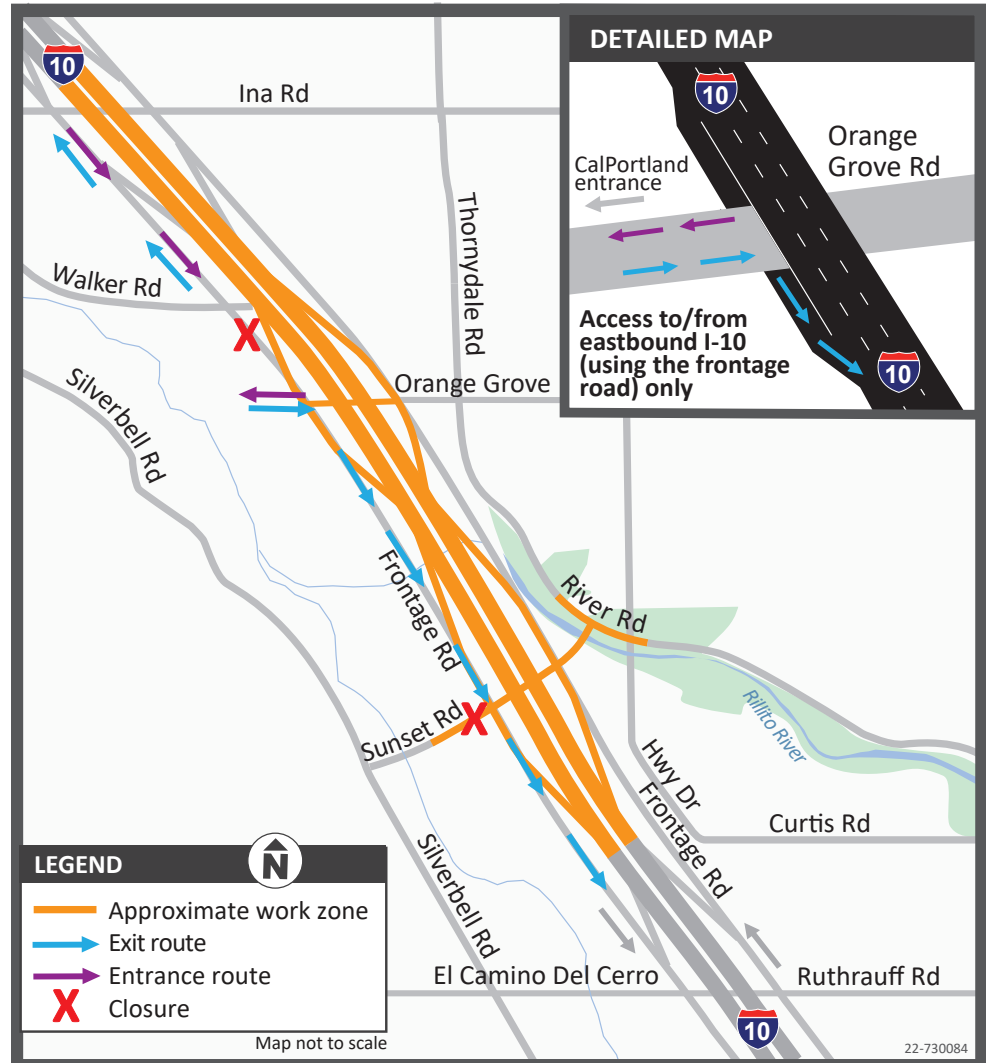 10
Ina Rd
Thornydale Rd
Walker Rd
X
Orange Grove
Silverbell Rd
Frontage Rd
River Rd
Rillito River
Sunset Rd
X
Hwy Dr
Frontage Rd
Curtis Rd
Silverbell Rd
El Camino Del Cerro
Ruthrauff Rd
10
DETAILED MAP
10
Orange
Grove Rd
CalPortland
entrance
Access to/from
eastbound I-10
(using the frontage
road) only
10
LEGEND
N
Approximate work zone
Exit route
Entrance route
X Closure
Map not to scale
22-730084